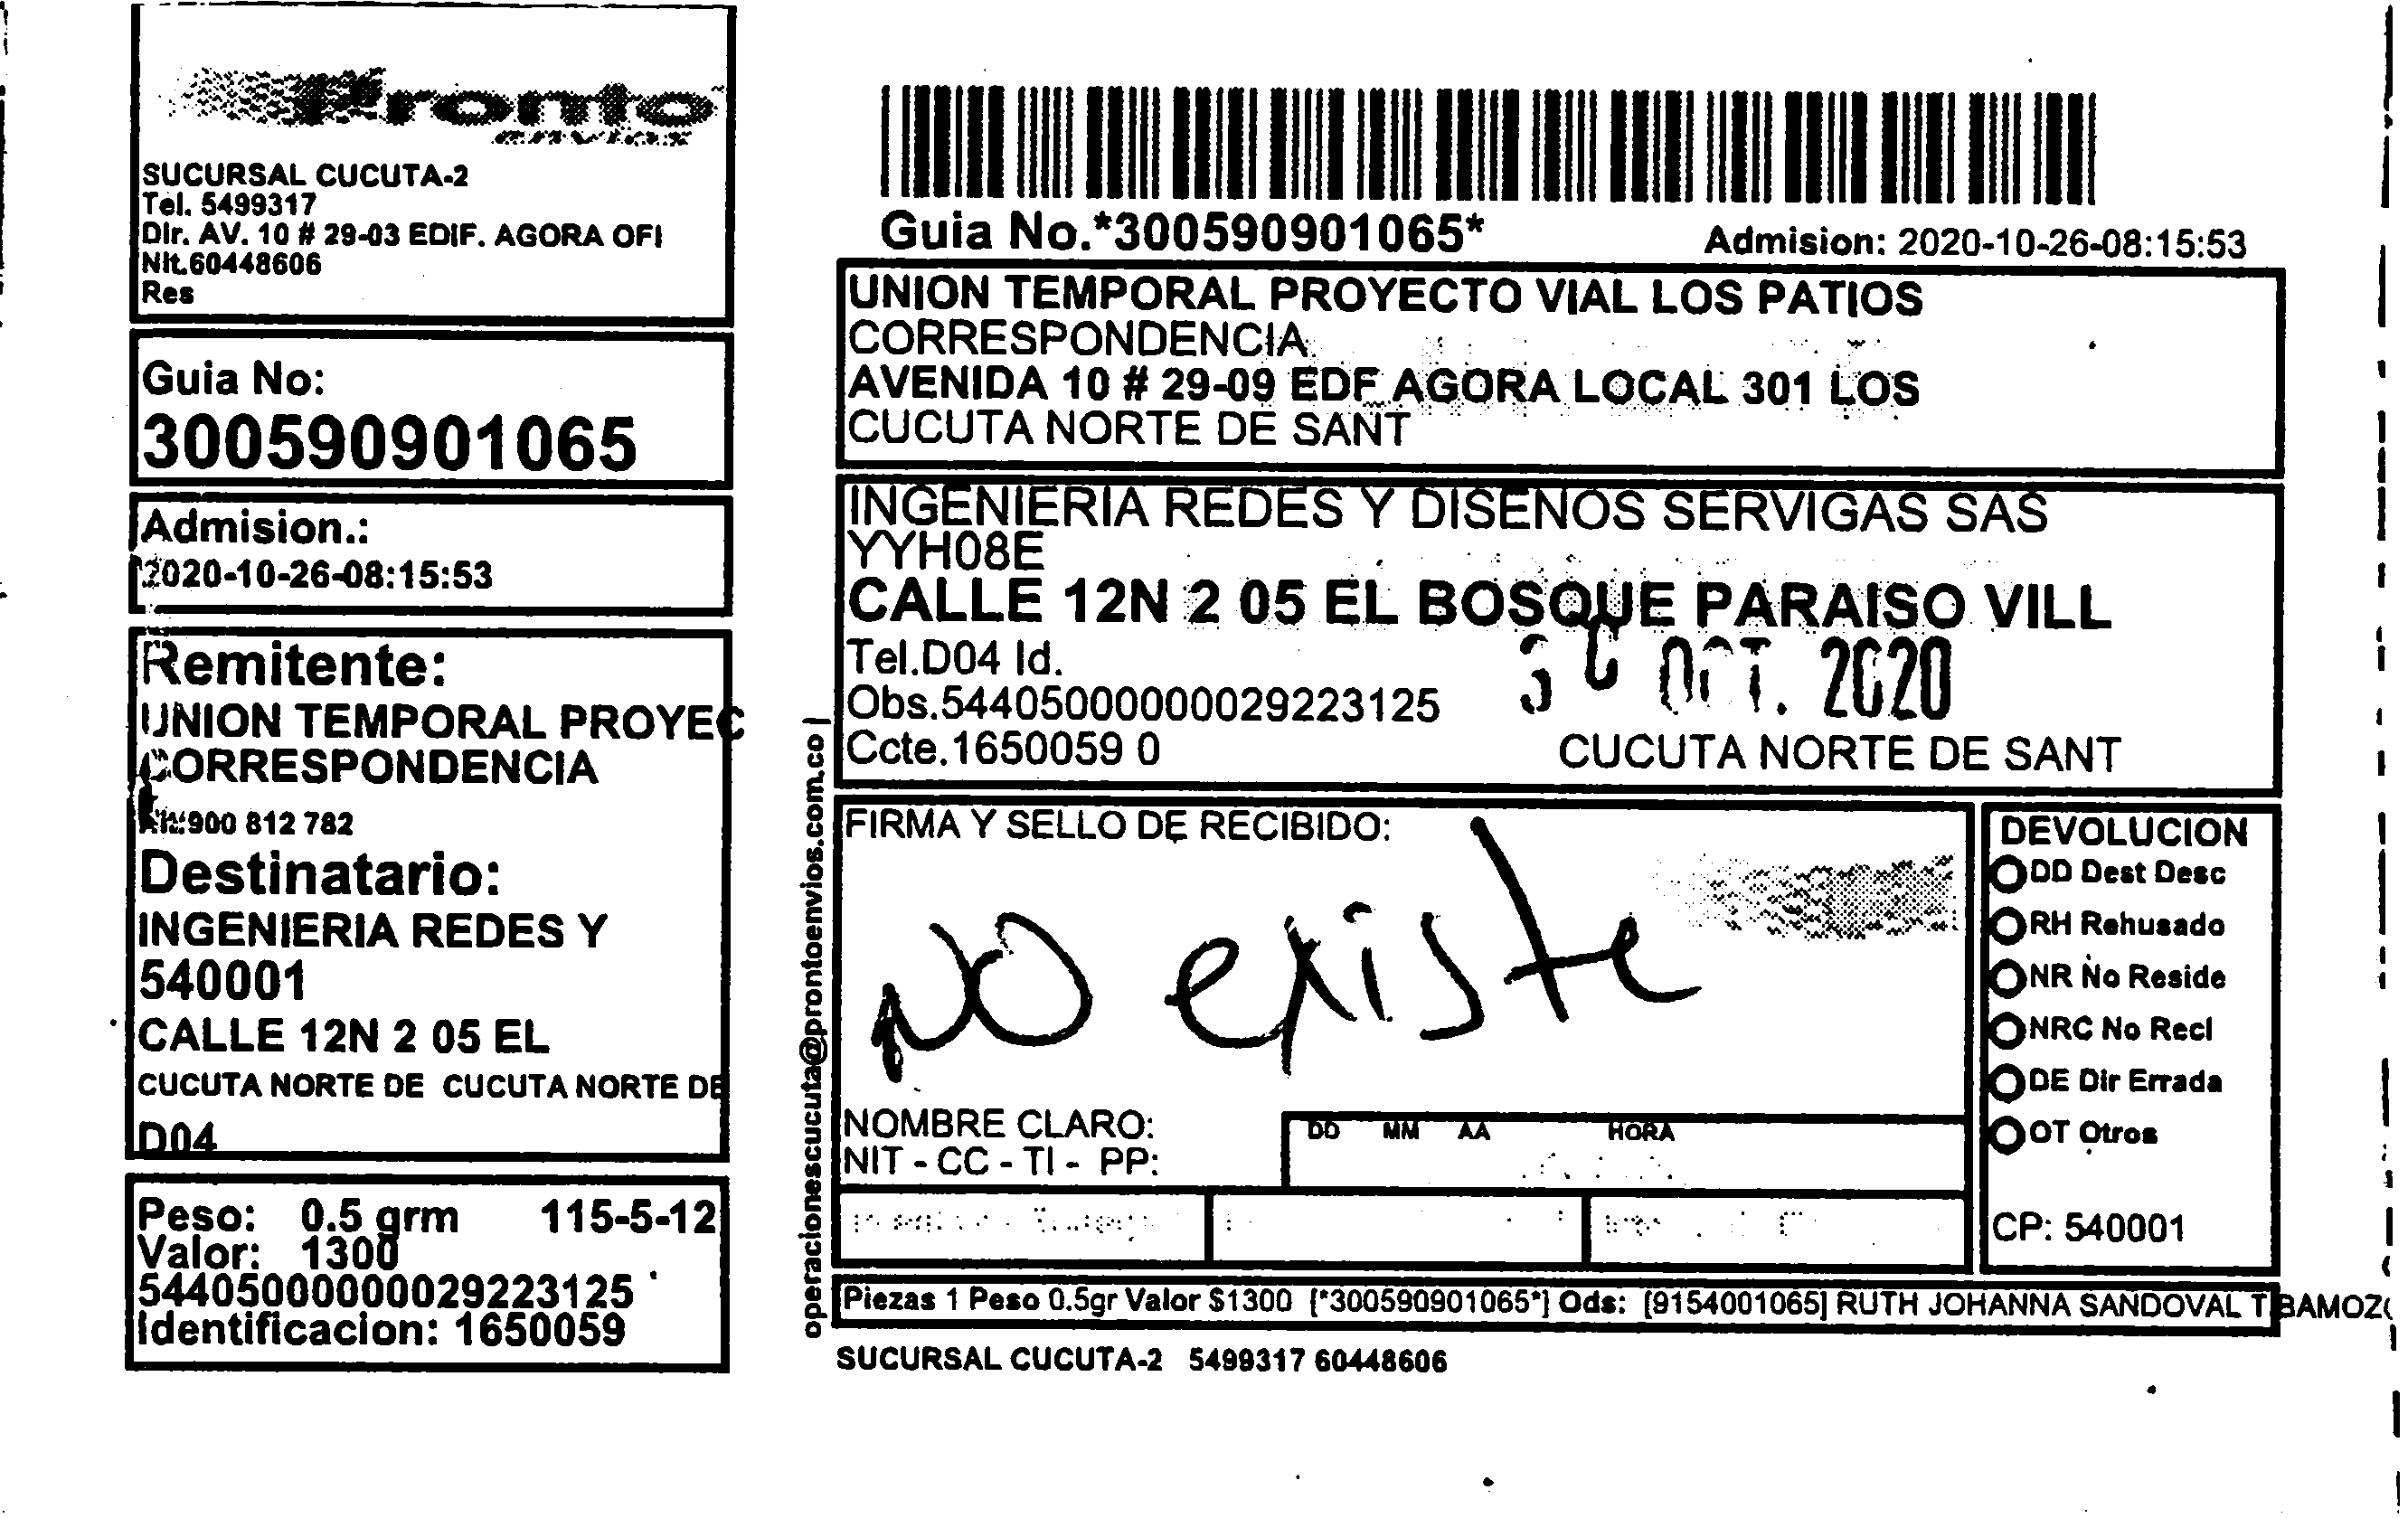 Pronto
envios
SUCURSAL CUCUTA-2
Tel. 5499317
Dir. AV. 10 # 29-03 EDIF. AGORA OFI
Nit.60448606
Res
Guia No:
300590901065
Admision.:
2020-10-26-08:15:53
Remitente:
UNION TEMPORAL PROYEC
CORRESPONDENCIA
900 812 782
Destinatario:
INGENIERIA REDES Y
540001
CALLE 12N 2 05 EL
CUCUTA NORTE DE CUCUTA NORTE DE
D04
Peso: 0.5 grm 115-5-12
Valor: 1300
544050000000029223125
Identificacion: 1650059
operacionescucuta@prontoenvios.com.co |
Guia No.*300590901065*
Admision: 2020-10-26-08:15:53
UNION TEMPORAL PROYECTO VIAL LOS PATIOS
CORRESPONDENCIA
AVENIDA 10 # 29-09 EDF AGORA LOCAL 301 LOS
CUCUTA NORTE DE SANT
INGENIERIA REDES Y DISENOS SERVIGAS SAS
YYH08E
CALLE 12N 2 05 EL BOSQUE PARAISO VILL
Tel.D04 Id.
OCT. 2020
Obs.544050000000029223125
Ccte.1650059 0
CUCUTA NORTE DE SANT
FIRMA Y SELLO DE RECIBIDO:
NO existe
NOMBRE CLARO:
NIT - CC - TI - PP:
DD MM AA HORA
DEVOLUCION
DD Dest Desc
RH Rehusado
NR No Reside
NRC No Recl
DE Dir Errada
OT Otros
CP: 540001
Piezas 1 Peso 0.5gr Valor $1300 [*300590901065*] Ods: [9154001065] RUTH JOHANNA SANDOVAL TIBAMOZ
SUCURSAL CUCUTA-2 5499317 60448606